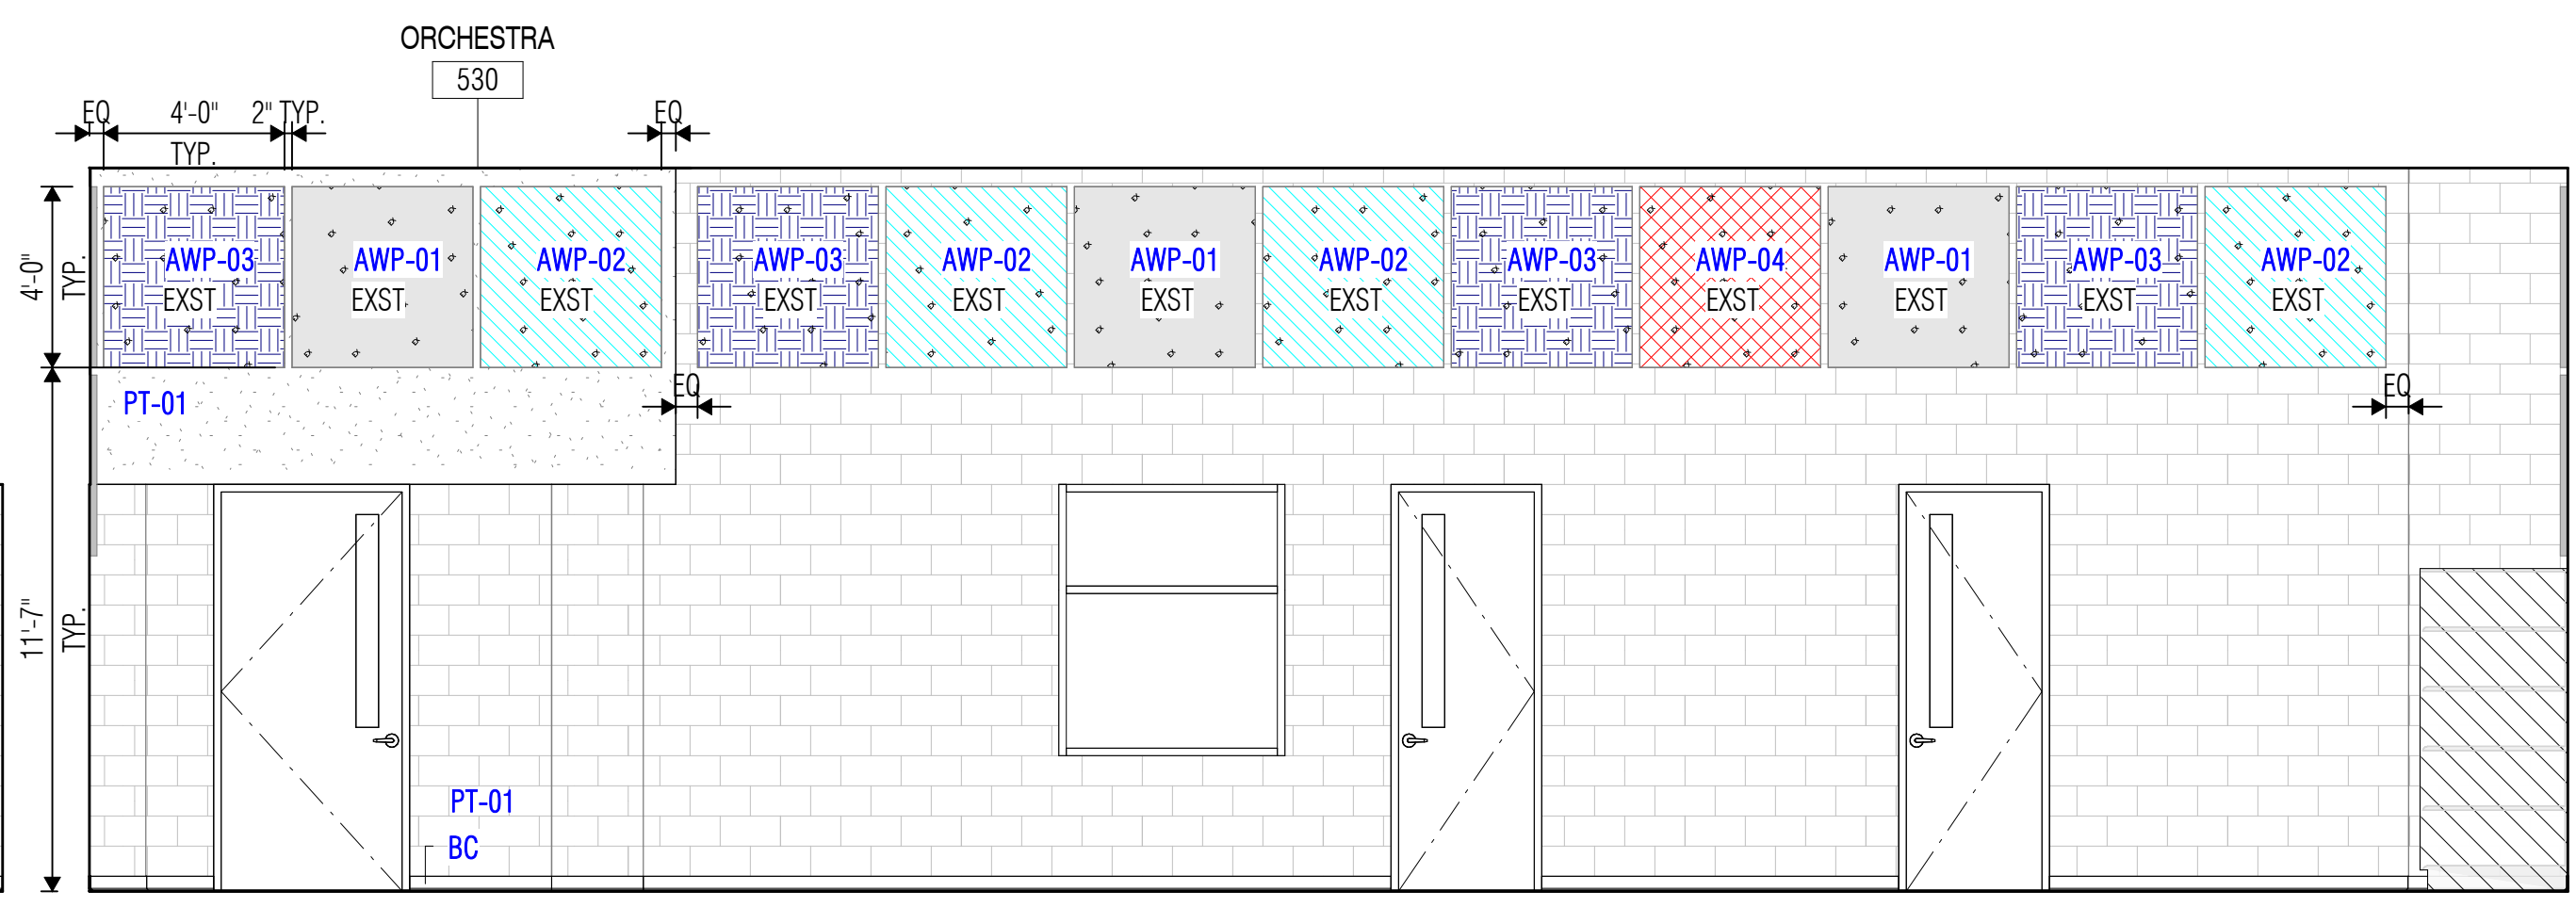 ORCHESTRA
530
EQ 4'-0" 2" TYP. EQ
TYP.
4'-0" TYP.
AWP-03 AWP-01 AWP-02 AWP-03 AWP-02 AWP-01 AWP-02 AWP-03 AWP-04 AWP-01 AWP-03 AWP-02
EXST EXST EXST EXST EXST EXST EXST EXST EXST EXST EXST EXST
EQ EQ
PT-01
11'-7" TYP.
PT-01
BC